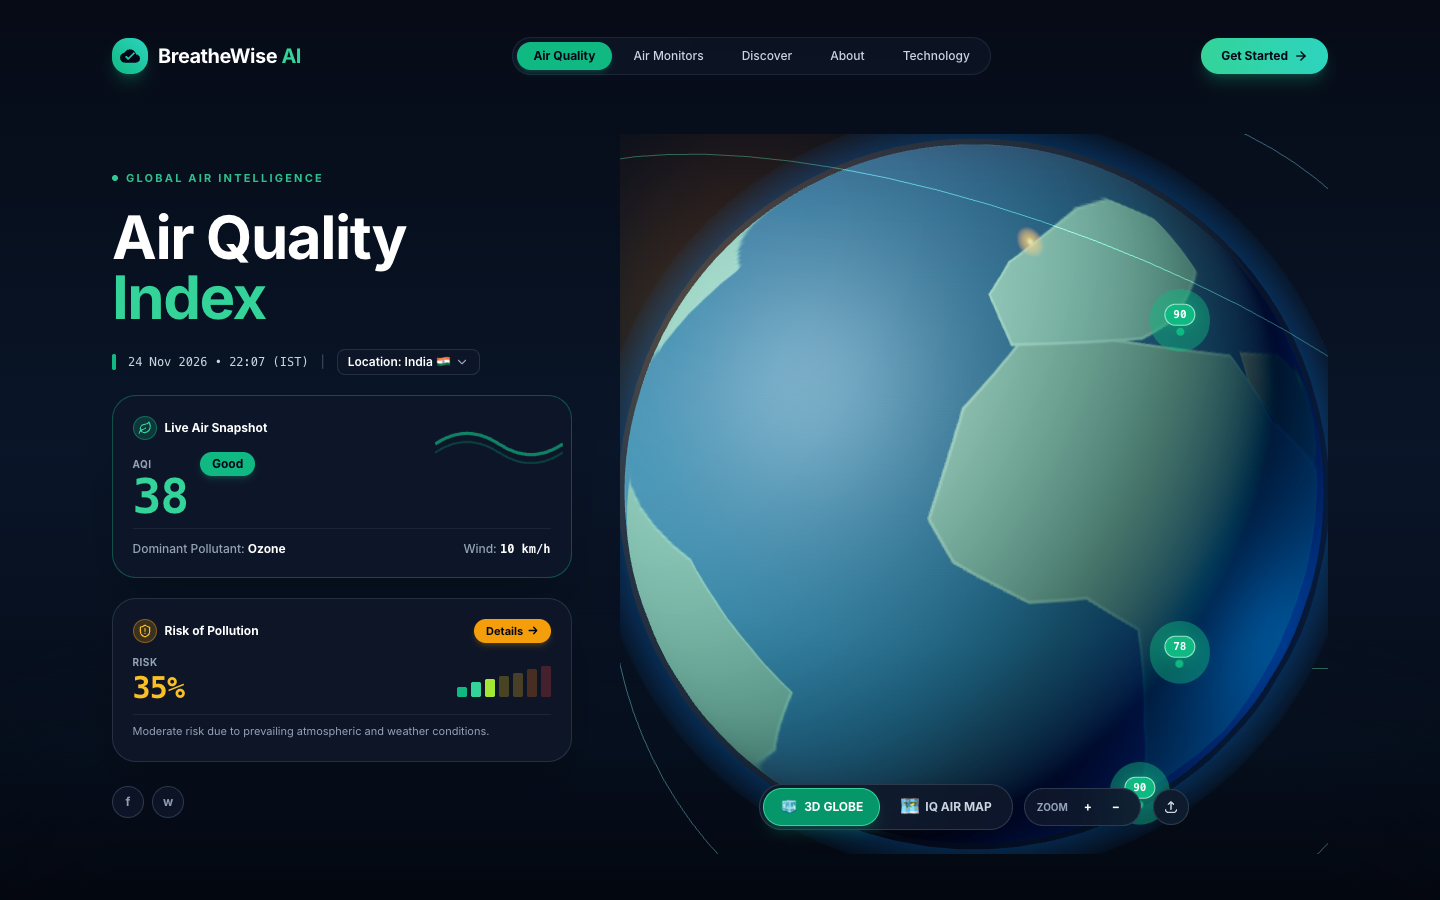 BreatheWise AI
Air Quality
Air Monitors
Discover
About
Technology
Get Started →
GLOBAL AIR INTELLIGENCE
Air Quality
Index
24 Nov 2026 • 22:07 (IST)
Location: India 🇮🇳
Live Air Snapshot
AQI
Good
38
Dominant Pollutant: Ozone
Wind: 10 km/h
Risk of Pollution
Details →
RISK
35%
Moderate risk due to prevailing atmospheric and weather conditions.
f
w
90
78
90
3D GLOBE
IQ AIR MAP
ZOOM + −